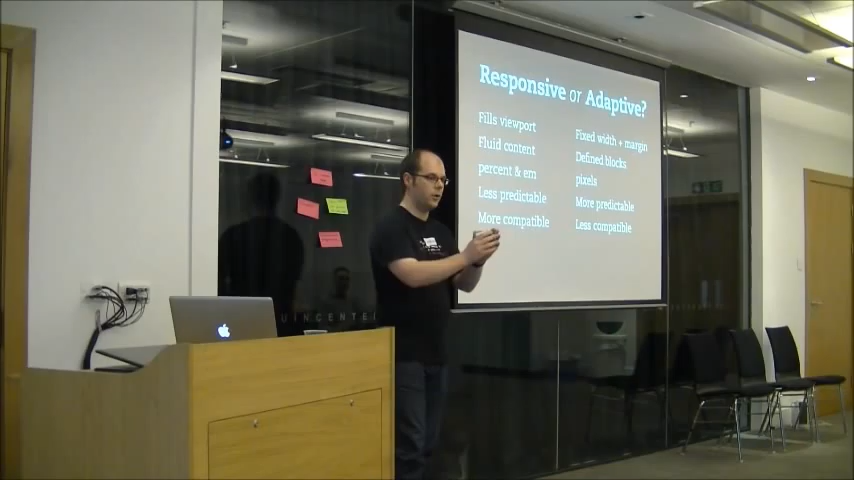 Responsive or Adaptive?
Fills viewport
Fluid content
percent & em
Less predictable
More compatible
Fixed width + margin
Defined blocks
pixels
More predictable
Less compatible